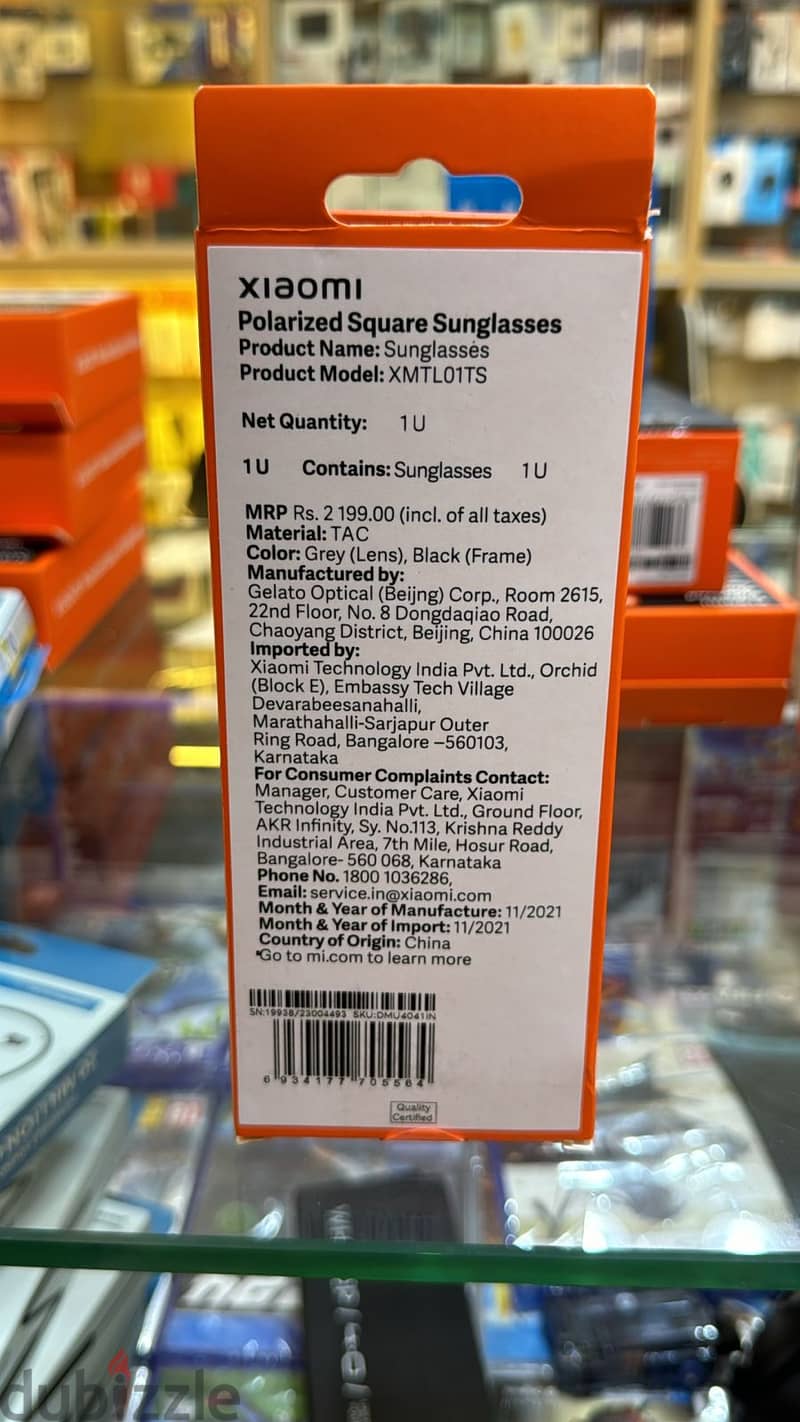 xiaomi
Polarized Square Sunglasses
Product Name: Sunglasses
Product Model: XMTL01TS
Net Quantity: 1 U
1 U Contains: Sunglasses 1 U
MRP Rs. 2 199.00 (incl. of all taxes)
Material: TAC
Color: Grey (Lens), Black (Frame)
Manufactured by:
Gelato Optical (Beijng) Corp., Room 2615,
22nd Floor, No. 8 Dongdaqiao Road,
Chaoyang District, Beijing, China 100026
Imported by:
Xiaomi Technology India Pvt. Ltd., Orchid
(Block E), Embassy Tech Village
Devarabeesanahalli,
Marathahalli-Sarjapur Outer
Ring Road, Bangalore –560103,
Karnataka
For Consumer Complaints Contact:
Manager, Customer Care, Xiaomi
Technology India Pvt. Ltd., Ground Floor,
AKR Infinity, Sy. No.113, Krishna Reddy
Industrial Area, 7th Mile, Hosur Road,
Bangalore- 560 068, Karnataka
Phone No. 1800 1036286,
Email: service.in@xiaomi.com
Month & Year of Manufacture: 11/2021
Month & Year of Import: 11/2021
Country of Origin: China
*Go to mi.com to learn more
SN:19938/23004493 SKU:DMU4041IN
6 934177 705564
Quality
Certified
dubizzle